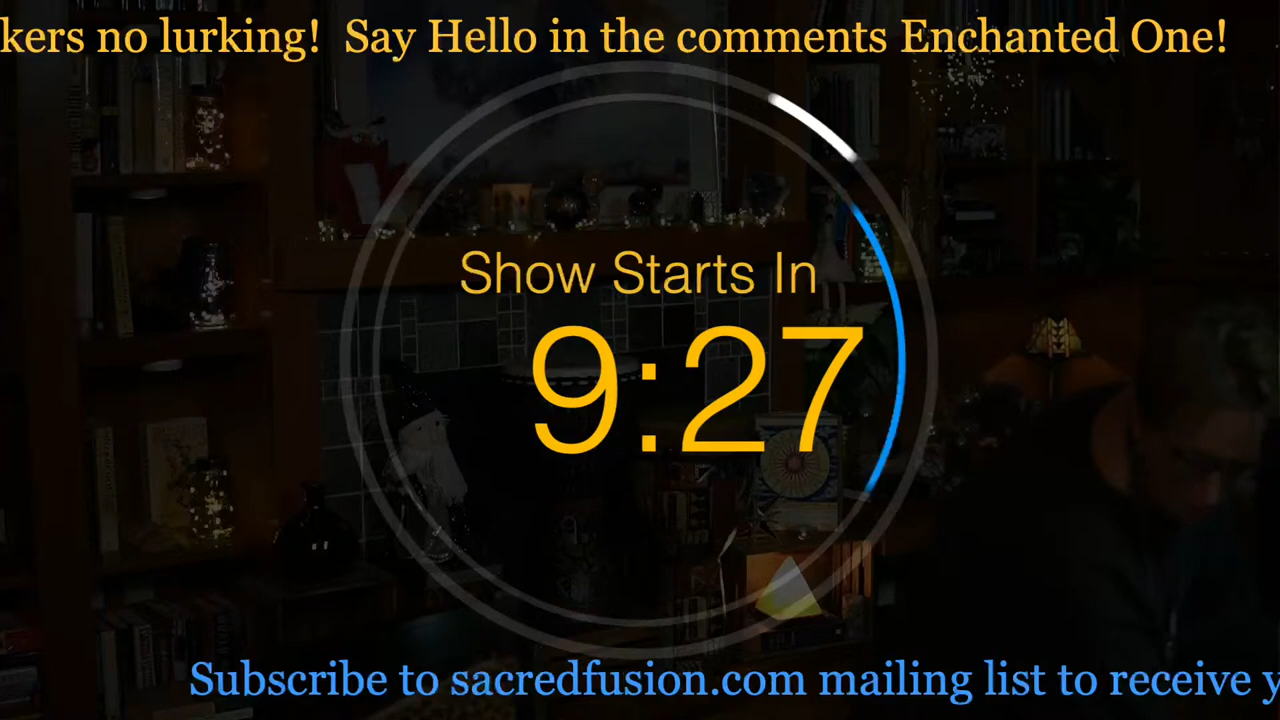 kers no lurking!  Say Hello in the comments Enchanted One!
Show Starts In
9:27
Subscribe to sacredfusion.com mailing list to receive y